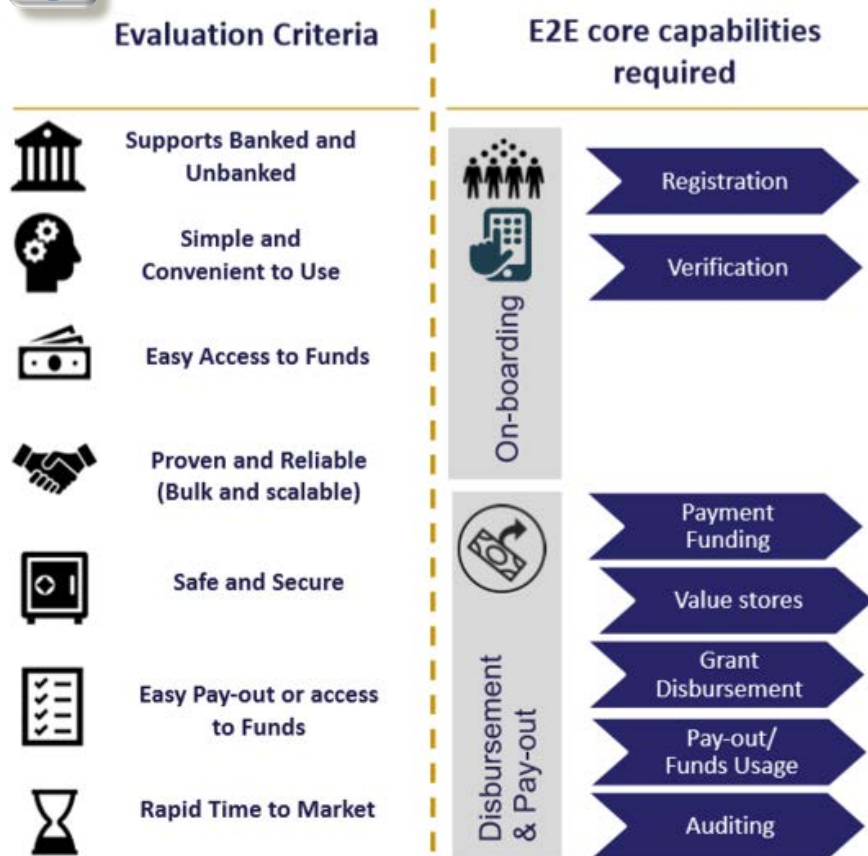 Evaluation Criteria
E2E core capabilities
required
Supports Banked and
Unbanked
Simple and
Convenient to Use
Easy Access to Funds
Proven and Reliable
(Bulk and scalable)
Safe and Secure
Easy Pay-out or access
to Funds
Rapid Time to Market
On-boarding
Registration
Verification
Disbursement
& Pay-out
Payment
Funding
Value stores
Grant
Disbursement
Pay-out/
Funds Usage
Auditing